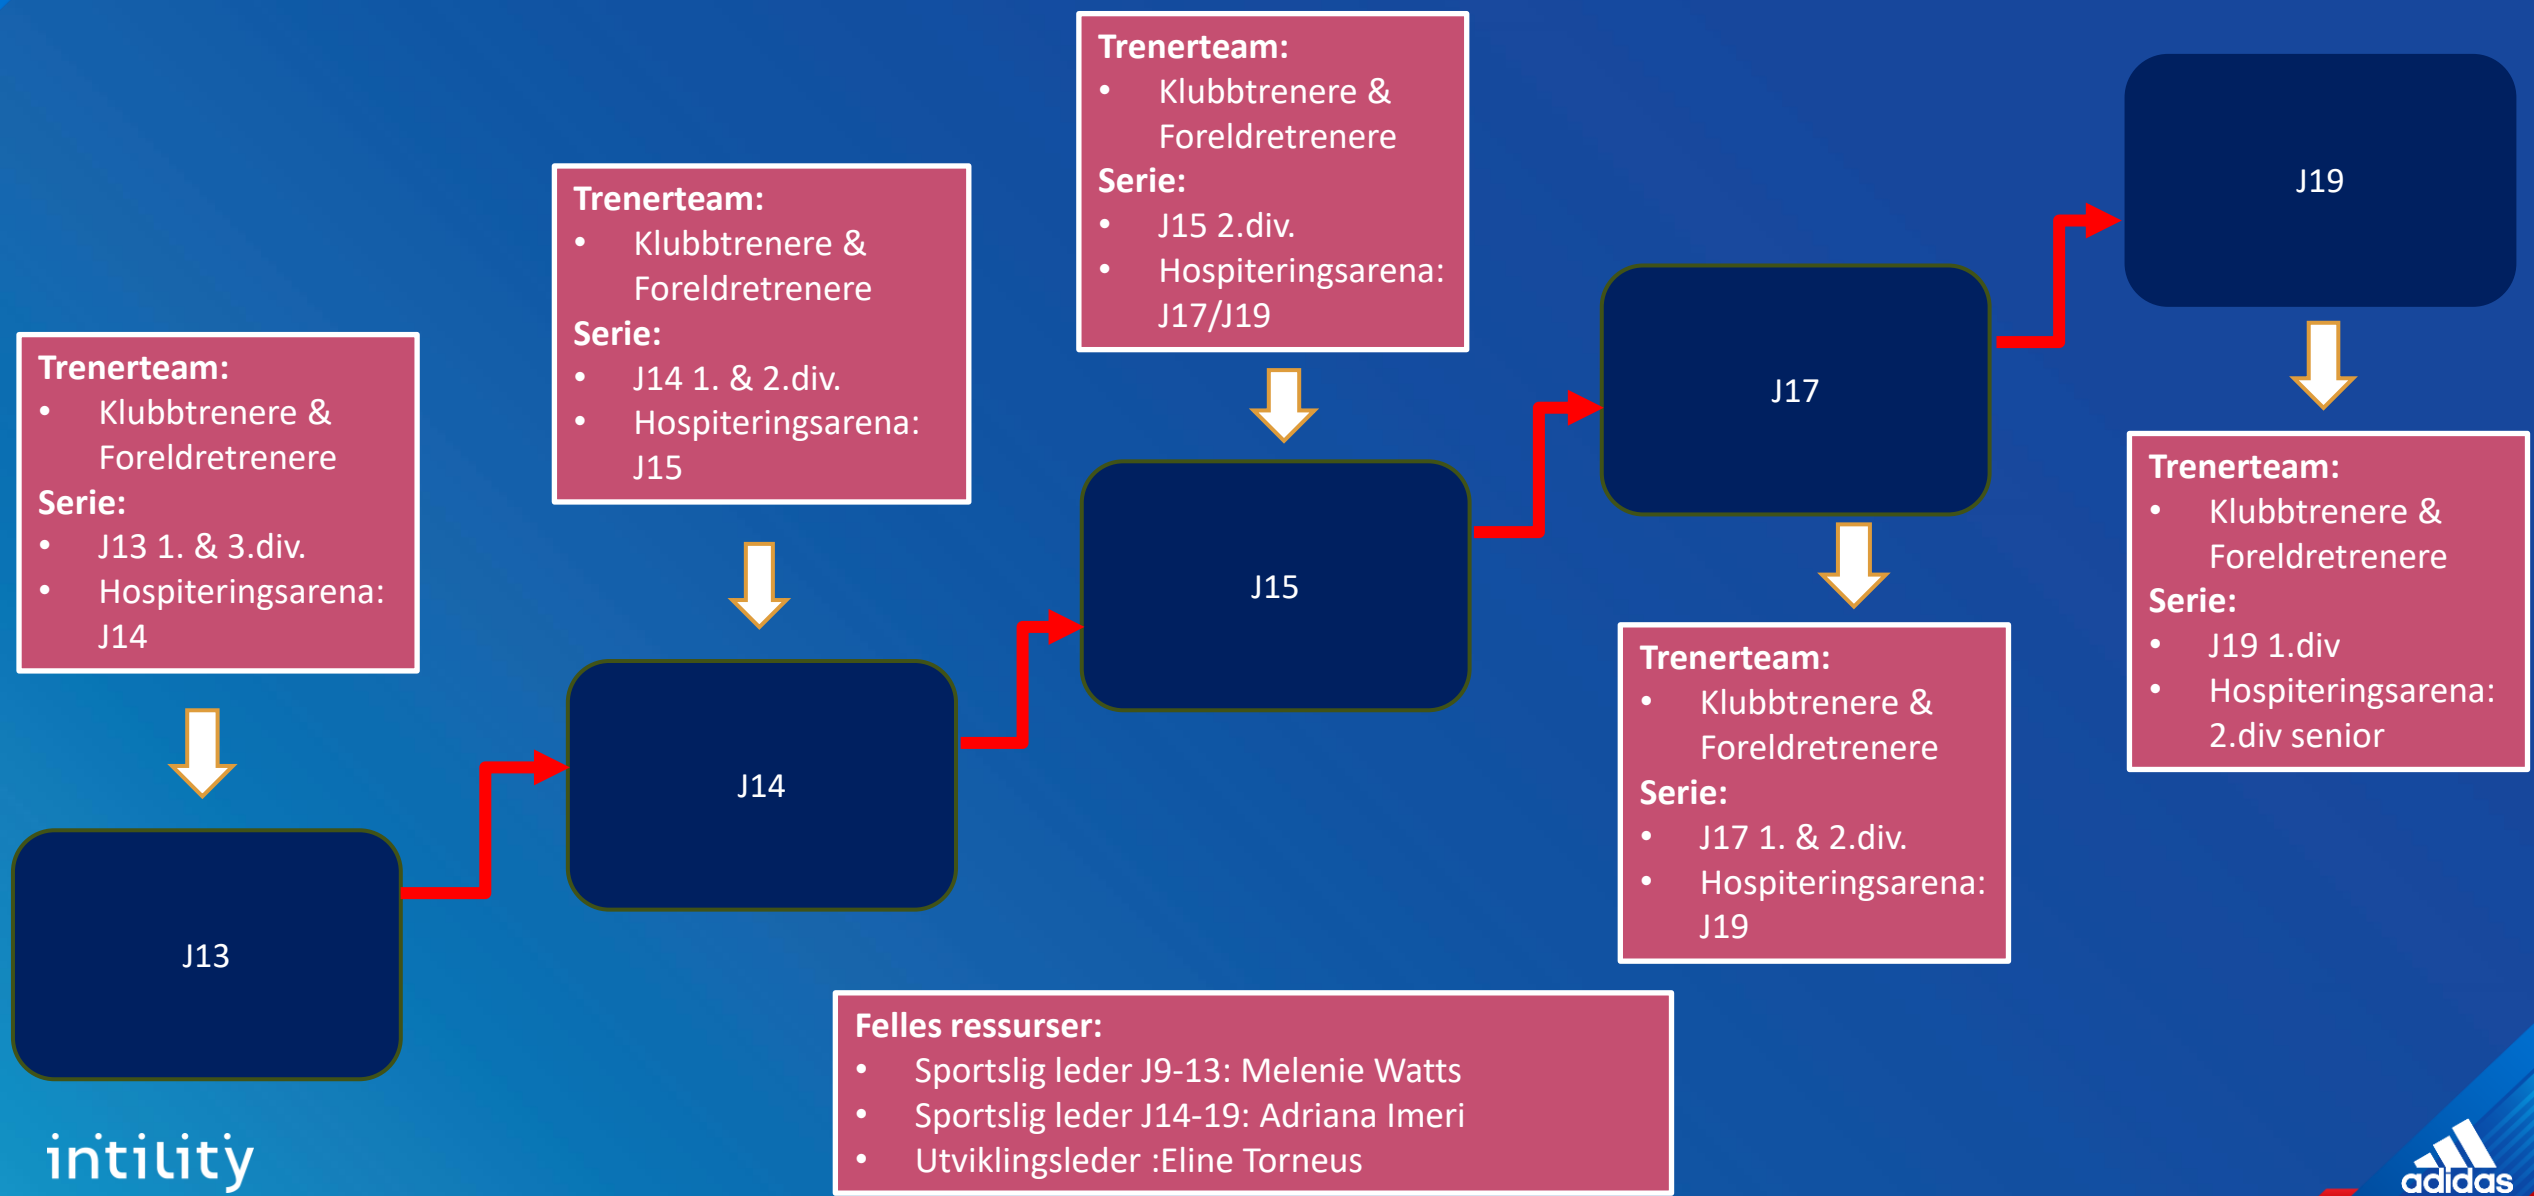 Trenerteam:
• Klubbtrenere &
Foreldretrenere
Serie:
• J13 1. & 3.div.
• Hospiteringsarena:
J14
J13
Trenerteam:
• Klubbtrenere &
Foreldretrenere
Serie:
• J14 1. & 2.div.
• Hospiteringsarena:
J15
J14
Trenerteam:
• Klubbtrenere &
Foreldretrenere
Serie:
• J15 2.div.
• Hospiteringsarena:
J17/J19
J15
J17
Trenerteam:
• Klubbtrenere &
Foreldretrenere
Serie:
• J17 1. & 2.div.
• Hospiteringsarena:
J19
J19
Trenerteam:
• Klubbtrenere &
Foreldretrenere
Serie:
• J19 1.div
• Hospiteringsarena:
2.div senior
Felles ressurser:
• Sportslig leder J9-13: Melenie Watts
• Sportslig leder J14-19: Adriana Imeri
• Utviklingsleder :Eline Torneus
intility
adidas